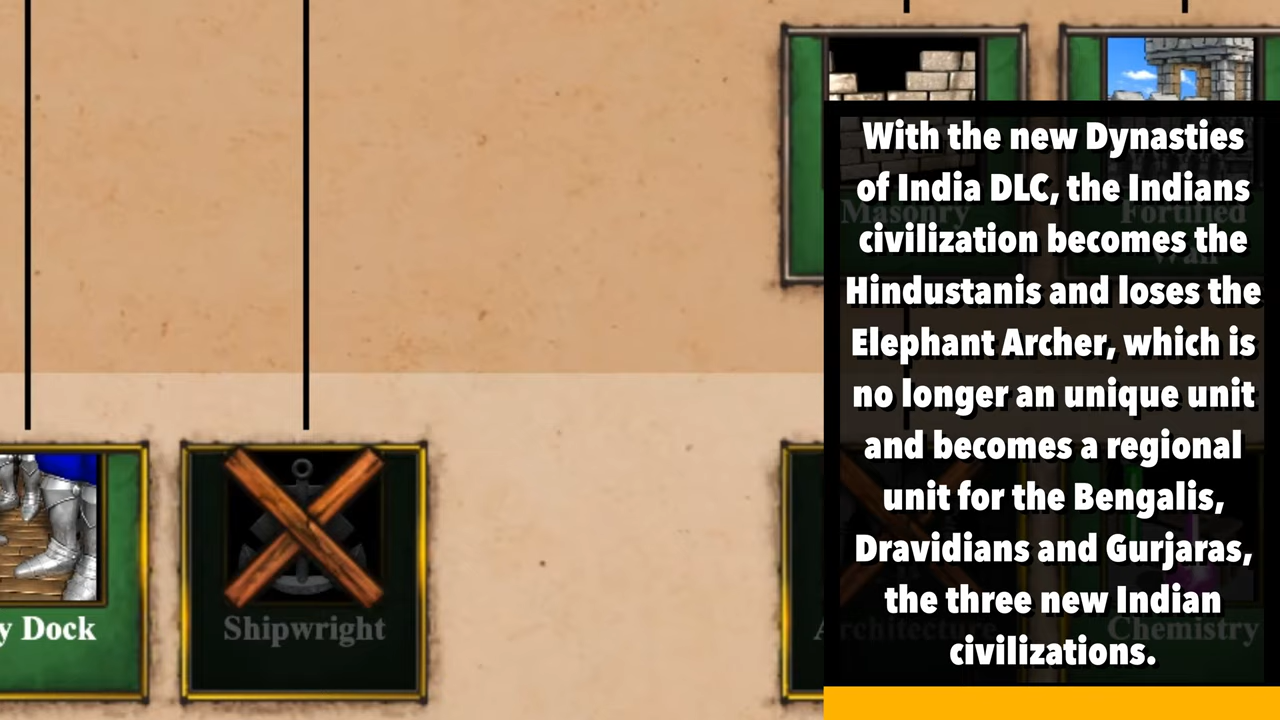 With the new Dynasties
of India DLC, the Indians
civilization becomes the
Hindustanis and loses the
Elephant Archer, which is
no longer an unique unit
and becomes a regional
unit for the Bengalis,
Dravidians and Gurjaras,
the three new Indian
civilizations.
Masonry
Fortified
Wall
y Dock
Shipwright
Architecture
Chemistry